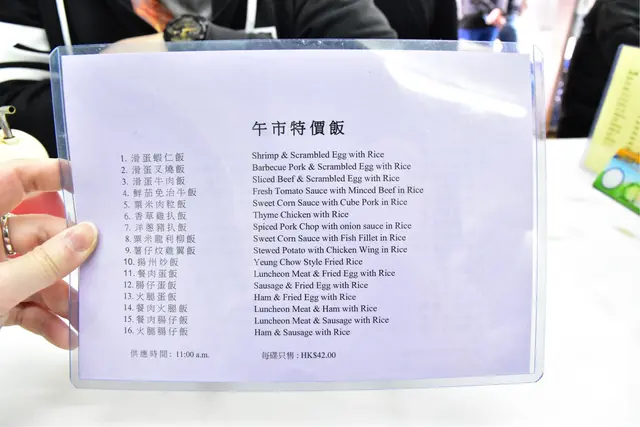 午市特價飯
1. 滑蛋蝦仁飯 Shrimp & Scrambled Egg with Rice
2. 滑蛋叉燒飯 Barbecue Pork & Scrambled Egg with Rice
3. 滑蛋牛肉飯 Sliced Beef & Scrambled Egg with Rice
4. 鮮茄免治牛飯 Fresh Tomato Sauce with Minced Beef in Rice
5. 粟米肉粒飯 Sweet Corn Sauce with Cube Pork in Rice
6. 香草雞扒飯 Thyme Chicken with Rice
7. 洋蔥豬扒飯 Spiced Pork Chop with onion sauce in Rice
8. 粟米龍利柳飯 Sweet Corn Sauce with Fish Fillet in Rice
9. 薯仔炆雞翼飯 Stewed Potato with Chicken Wing in Rice
10. 楊州炒飯 Yeung Chow Style Fried Rice
11. 餐肉蛋飯 Luncheon Meat & Fried Egg with Rice
12. 腸仔蛋飯 Sausage & Fried Egg with Rice
13. 火腿蛋飯 Ham & Fried Egg with Rice
14. 餐肉火腿飯 Luncheon Meat & Ham with Rice
15. 餐肉腸仔飯 Luncheon Meat & Sausage with Rice
16. 火腿腸仔飯 Ham & Sausage with Rice
供應時間: 11:00 a.m. 每碟只售: HK$42.00